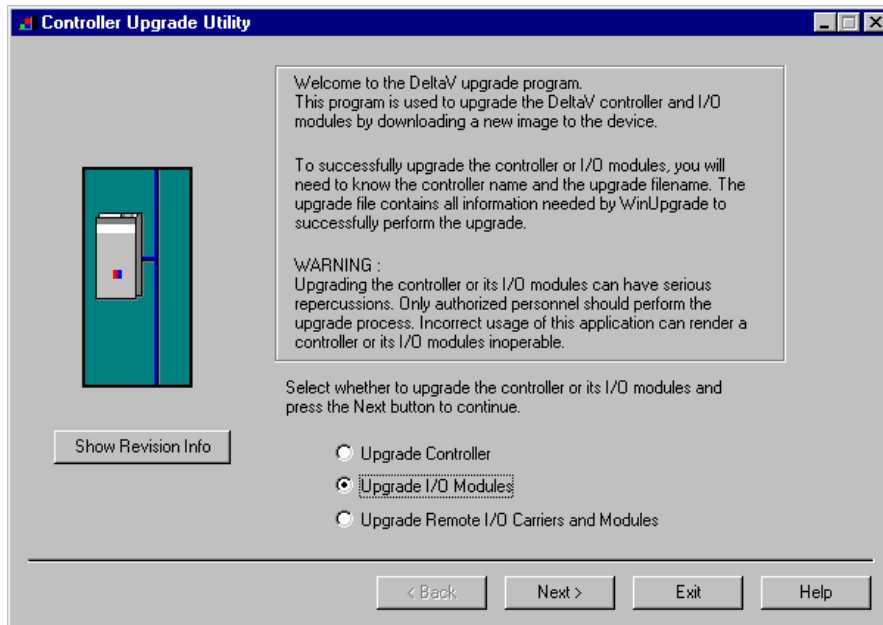 Controller Upgrade Utility
Welcome to the DeltaV upgrade program.
This program is used to upgrade the DeltaV controller and I/O
modules by downloading a new image to the device.
To successfully upgrade the controller or I/O modules, you will
need to know the controller name and the upgrade filename. The
upgrade file contains all information needed by WinUpgrade to
successfully perform the upgrade.
WARNING :
Upgrading the controller or its I/O modules can have serious
repercussions. Only authorized personnel should perform the
upgrade process. Incorrect usage of this application can render a
controller or its I/O modules inoperable.
Select whether to upgrade the controller or its I/O modules and
press the Next button to continue.
Show Revision Info
Upgrade Controller
Upgrade I/O Modules
Upgrade Remote I/O Carriers and Modules
< Back
Next >
Exit
Help